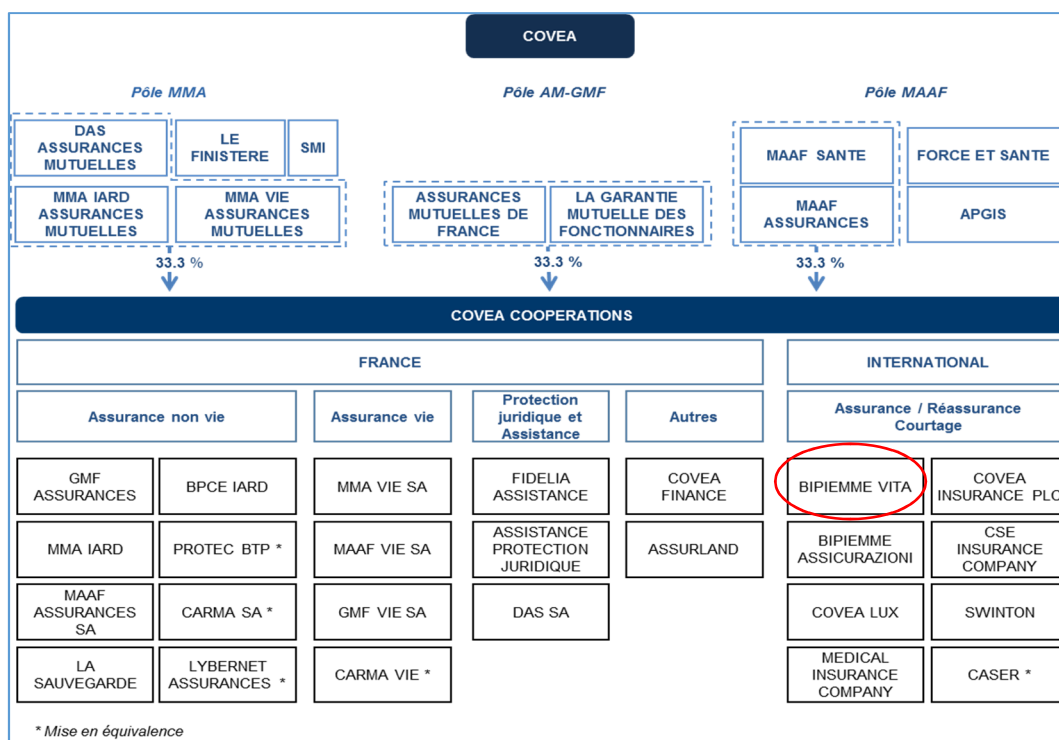 COVEA
Pôle MMA
Pôle AM-GMF
Pôle MAAF
DAS
ASSURANCES
MUTUELLES
LE
FINISTERE
SMI
MMA IARD
ASSURANCES
MUTUELLES
MMA VIE
ASSURANCES
MUTUELLES
ASSURANCES
MUTUELLES DE
FRANCE
LA GARANTIE
MUTUELLE DES
FONCTIONNAIRES
MAAF SANTE
FORCE ET SANTE
MAAF
ASSURANCES
APGIS
33.3 %
33.3 %
33.3 %
COVEA COOPERATIONS
FRANCE
INTERNATIONAL
Assurance non vie
Assurance vie
Protection
juridique et
Assistance
Autres
Assurance / Réassurance
Courtage
GMF
ASSURANCES
BPCE IARD
MMA VIE SA
FIDELIA
ASSISTANCE
COVEA
FINANCE
BIPIEMME VITA
COVEA
INSURANCE PLC
MMA IARD
PROTEC BTP *
MAAF VIE SA
ASSISTANCE
PROTECTION
JURIDIQUE
ASSURLAND
BIPIEMME
ASSICURAZIONI
CSE
INSURANCE
COMPANY
MAAF
ASSURANCES
SA
CARMA SA *
GMF VIE SA
DAS SA
COVEA LUX
SWINTON
LA
SAUVEGARDE
LYBERNET
ASSURANCES *
CARMA VIE *
MEDICAL
INSURANCE
COMPANY
CASER *
* Mise en équivalence